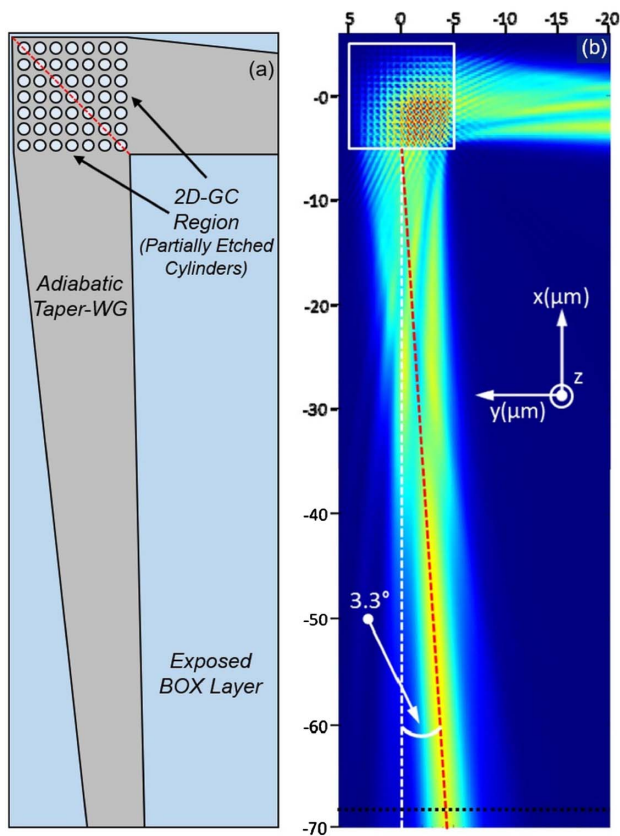 (a)
2D-GC
Region
(Partially Etched
Cylinders)
Adiabatic
Taper-WG
Exposed
BOX Layer
5 0 -5 -10 -15 -20
(b)
-0
-10
-20
-30
-40
-50
-60
-70
x(μm)
z
y(μm)
3.3°